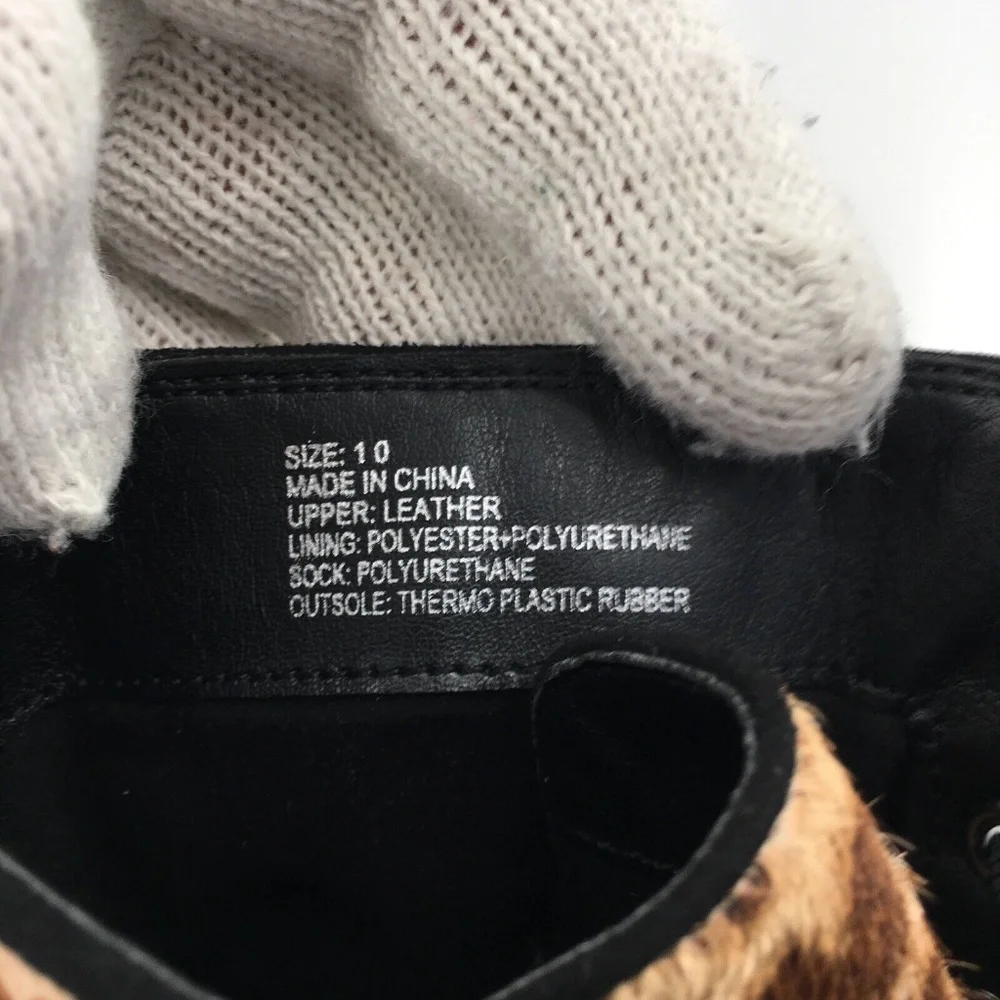 SIZE: 10
MADE IN CHINA
UPPER: LEATHER
LINING: POLYESTER+POLYURETHANE
SOCK: POLYURETHANE
OUTSOLE: THERMO PLASTIC RUBBER